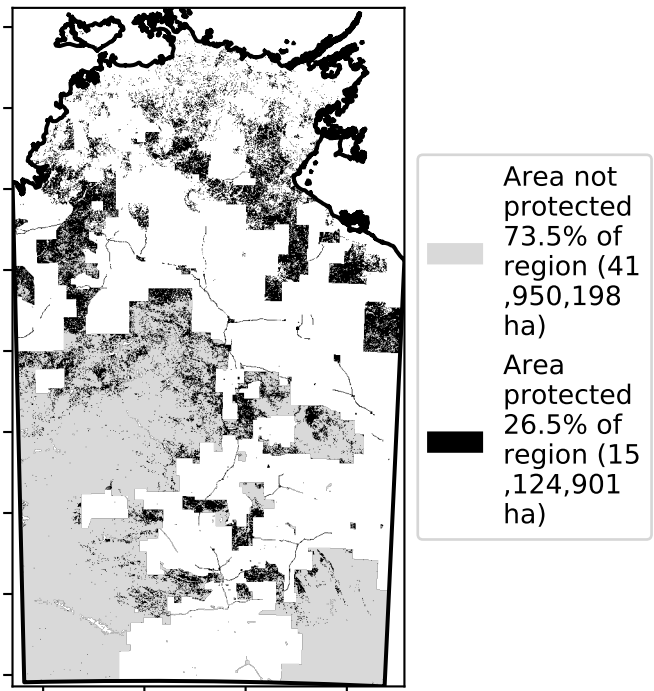 Area not
protected
73.5% of
region (41
,950,198
ha)
Area
protected
26.5% of
region (15
,124,901
ha)